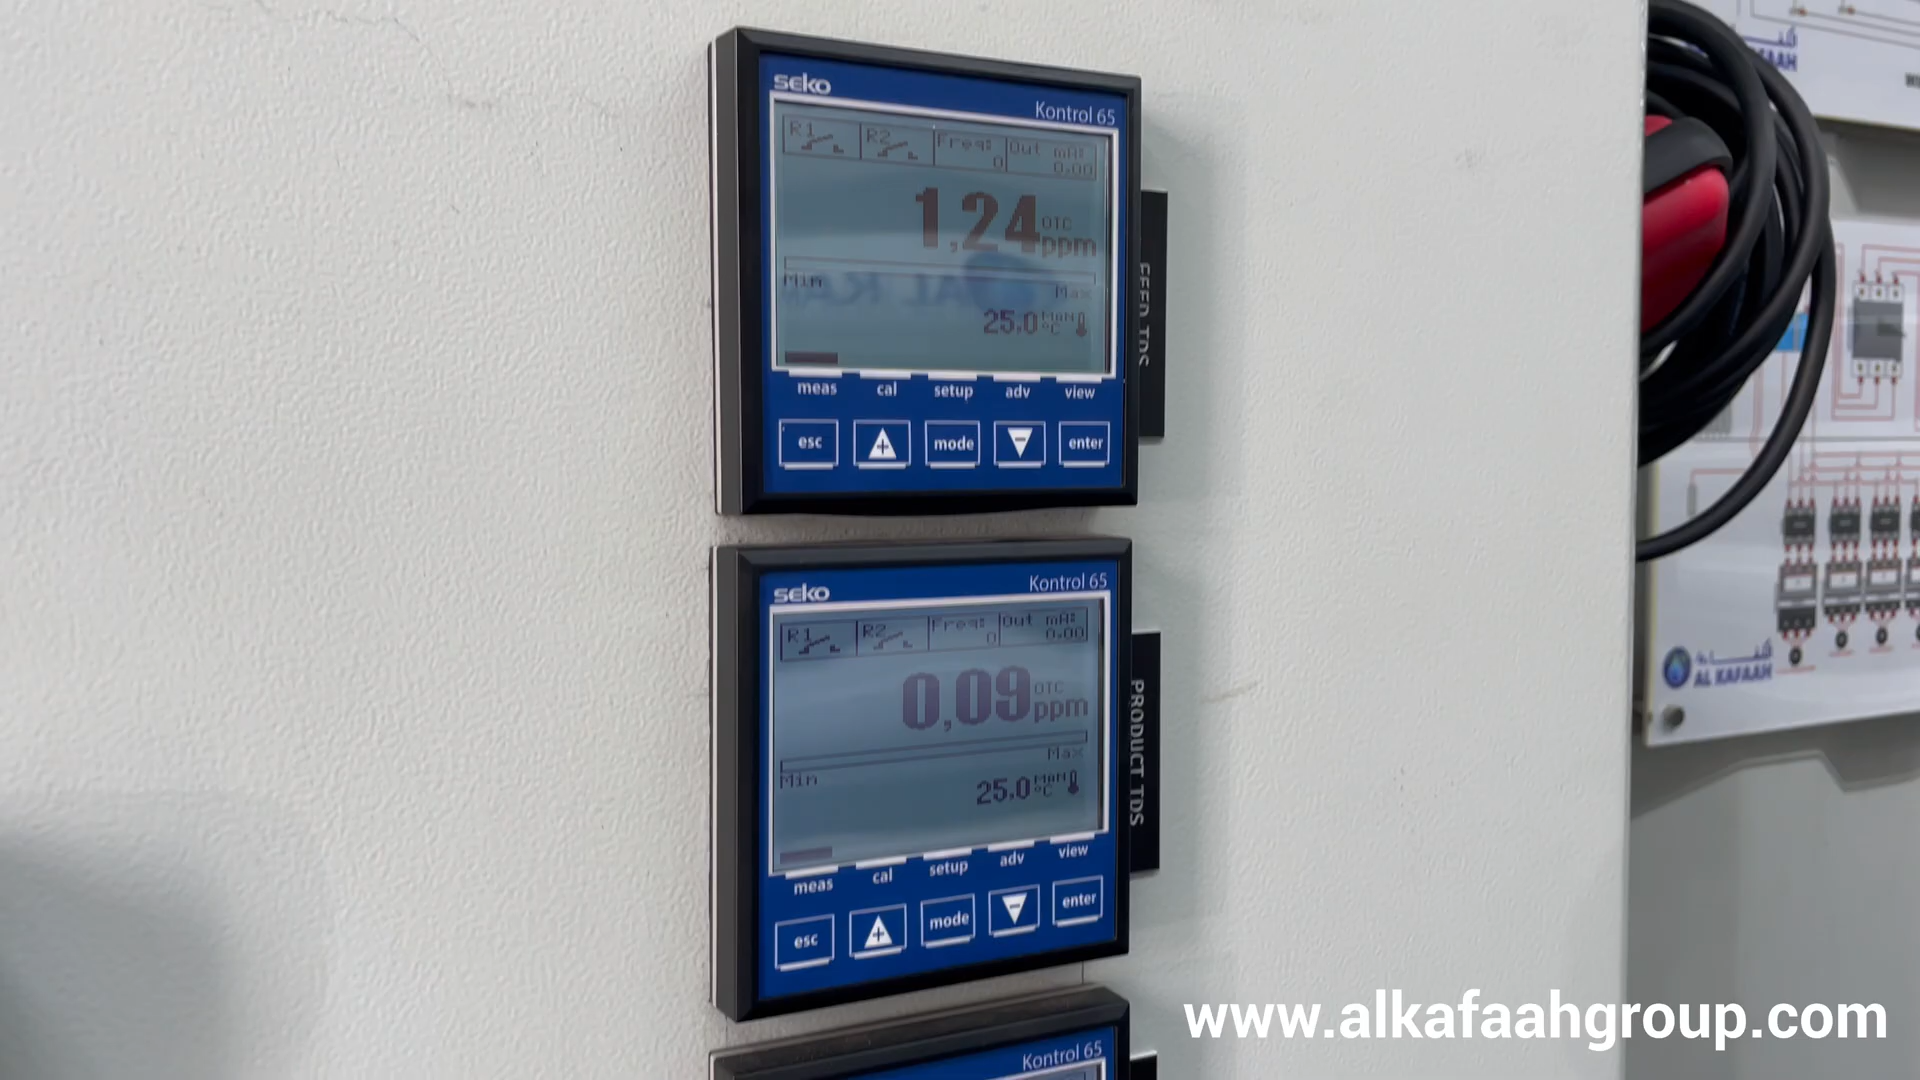 seko
Kontrol 65
R1 R2 Freq: 0 Out mA: 0.00
1,24 OTC ppm
Min Max
25.0 MAN °C
meas cal setup adv view
esc + mode − enter
FEED TDS
seko
Kontrol 65
R1 R2 Freq: 0 Out mA: 0.00
0,09 OTC ppm
Min Max
25.0 MAN °C
meas cal setup adv view
esc + mode − enter
PRODUCT TDS
Kontrol 65
AL KAFAAH
www.alkafaahgroup.com